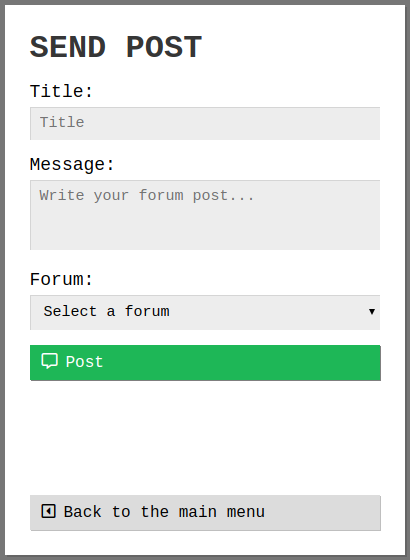 SEND POST
Title:
Title
Message:
Write your forum post...
Forum:
Select a forum
Post
Back to the main menu